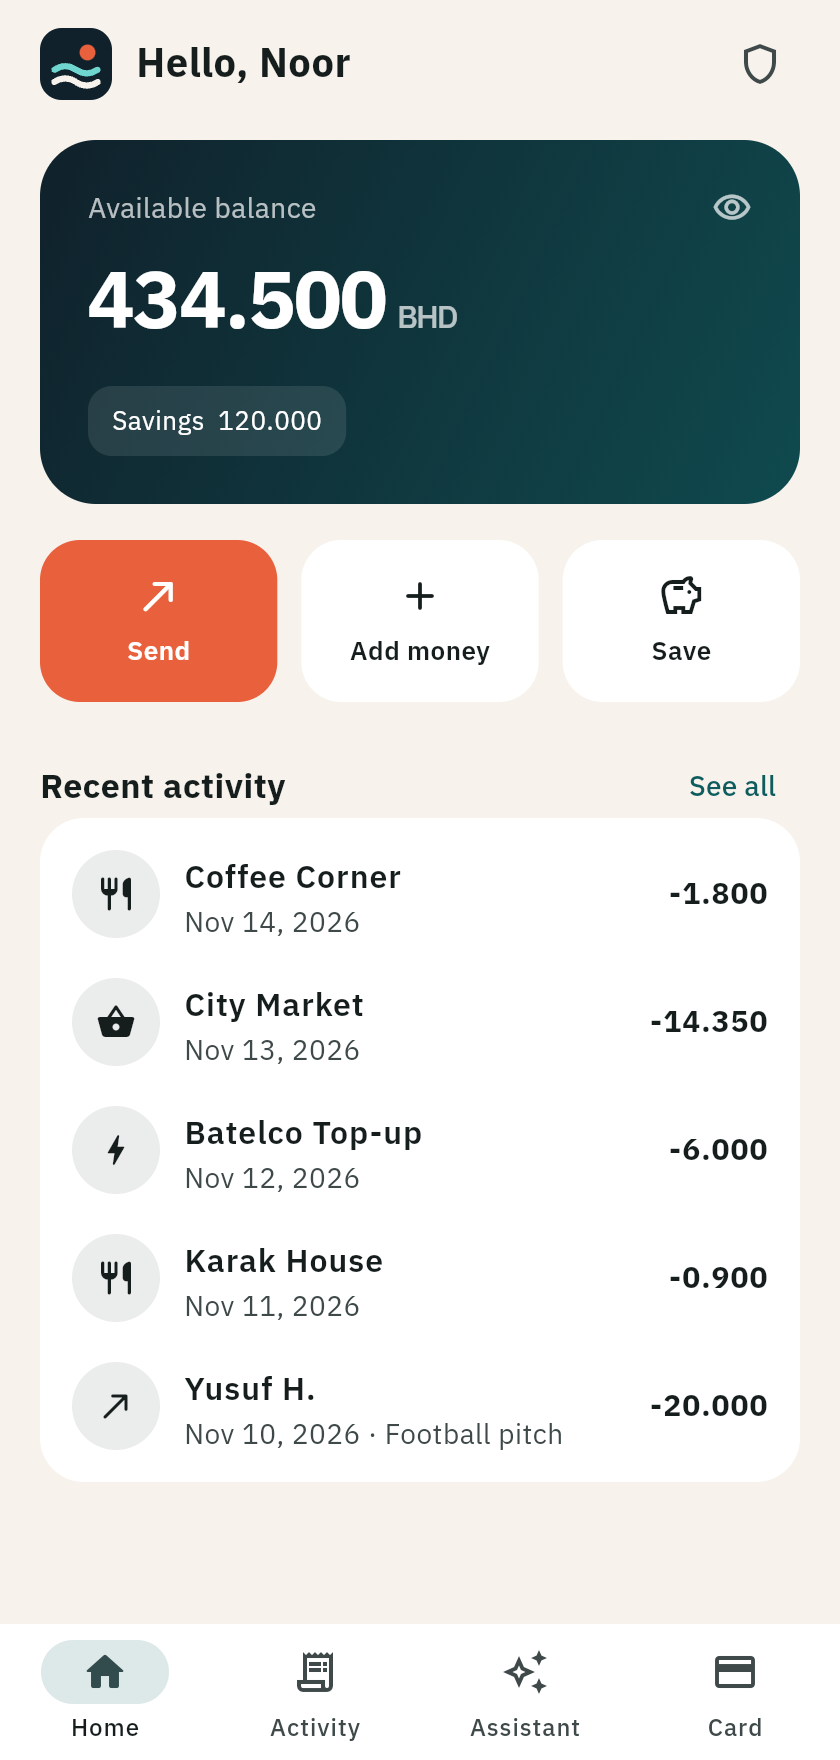 Hello, Noor
Available balance
434.500 BHD
Savings 120.000
Send
Add money
Save
Recent activity
See all
Coffee Corner
Nov 14, 2026
-1.800
City Market
Nov 13, 2026
-14.350
Batelco Top-up
Nov 12, 2026
-6.000
Karak House
Nov 11, 2026
-0.900
Yusuf H.
Nov 10, 2026 · Football pitch
-20.000
Home
Activity
Assistant
Card